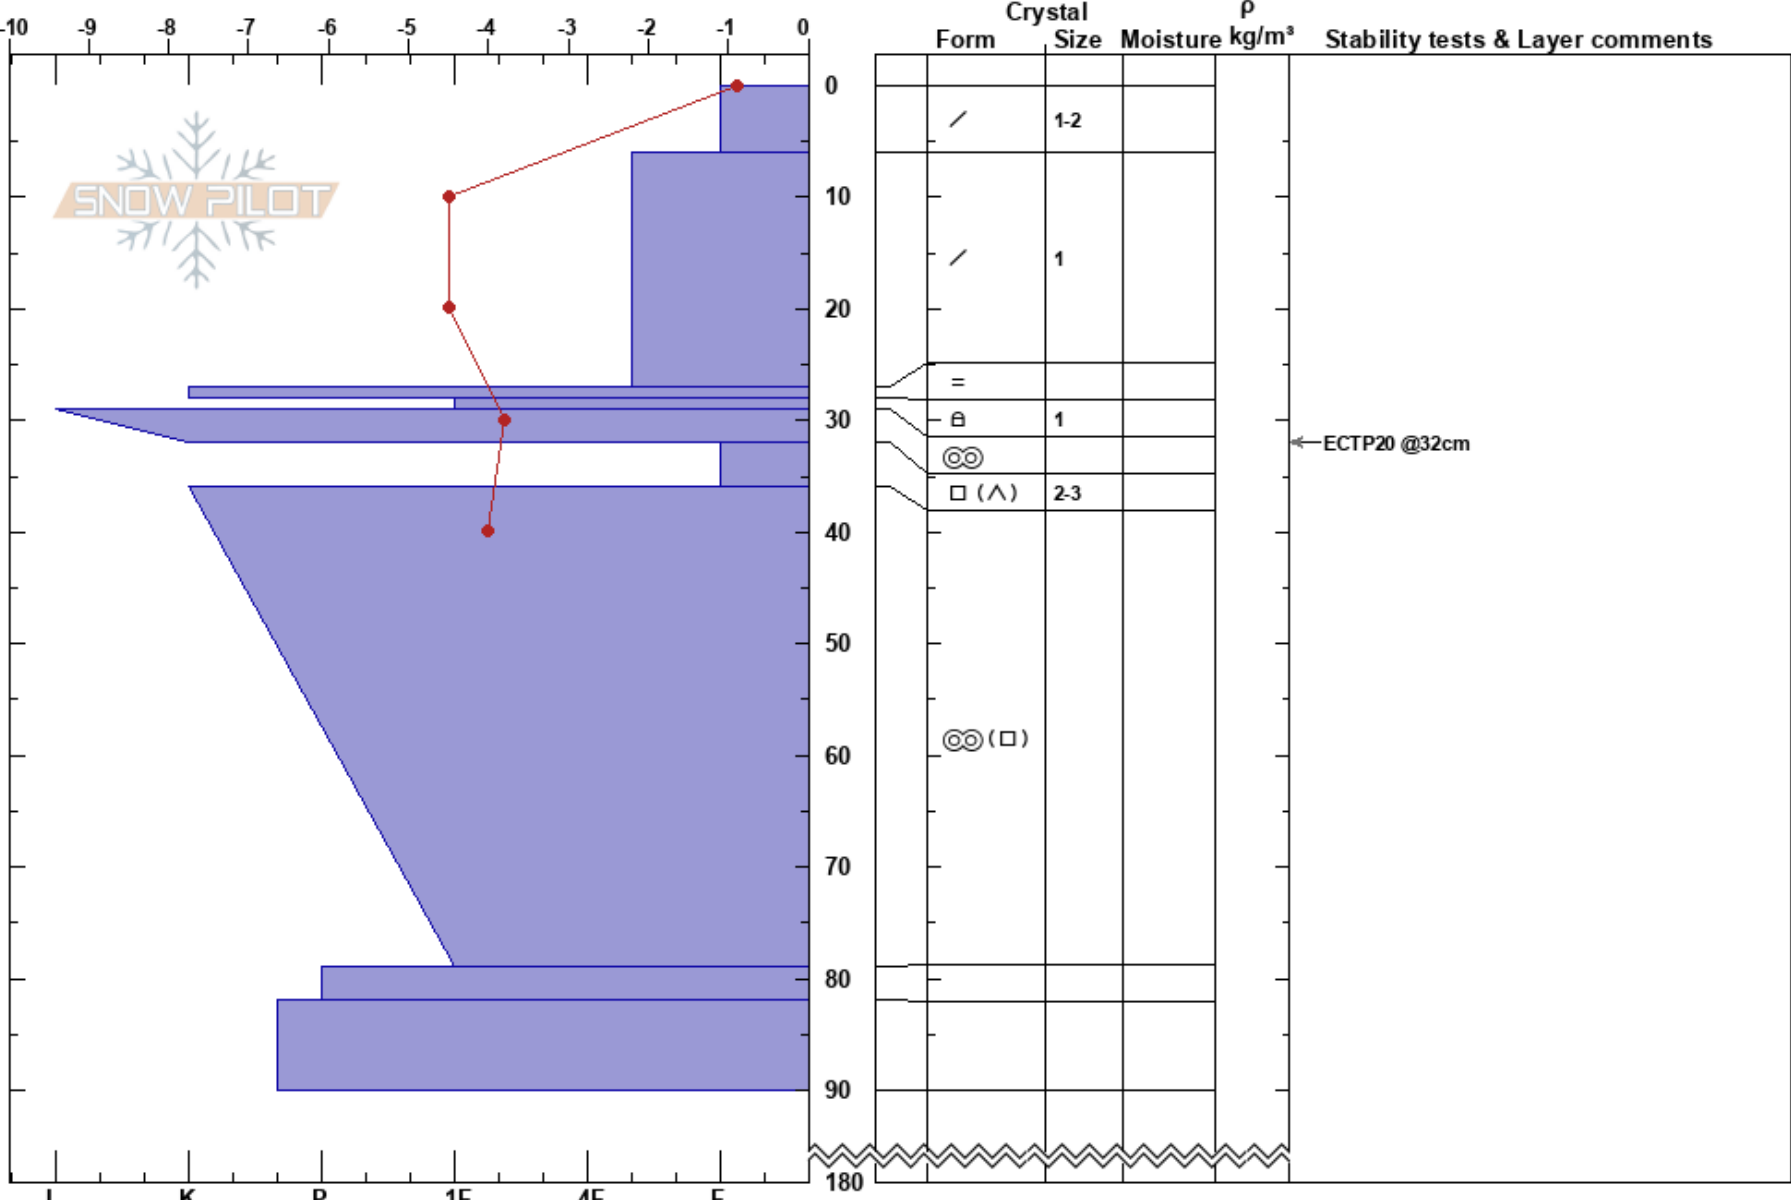 -10 -9 -8 -7 -6 -5 -4 -3 -2 -1 0
Crystal
Form Size Moisture ρ kg/m³ Stability tests & Layer comments
SNOW PILOT
0
/ 1-2
10
/ 1
20
=
30
1
ECTP20 @32cm
(∧) 2-3
40
50
60
70
80
90
180
K